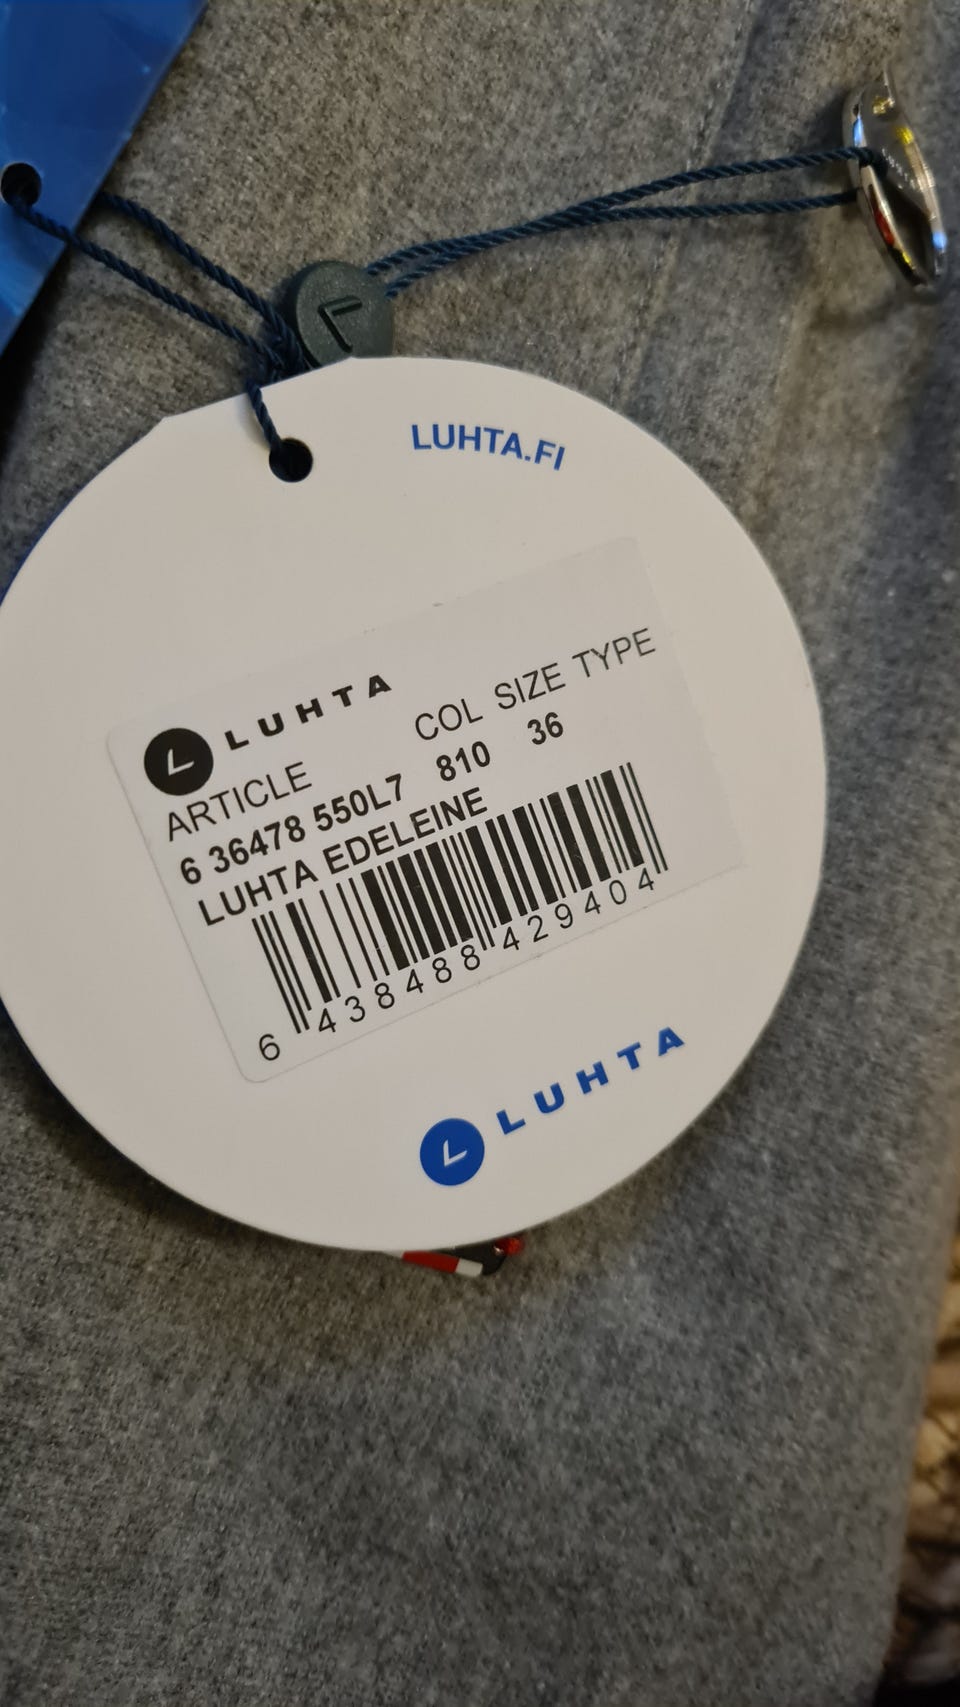 LUHTA.FI
L LUHTA
ARTICLE COL SIZE TYPE
6 36478 550L7 810 36
LUHTA EDELEINE
6 438488 429404
L LUHTA